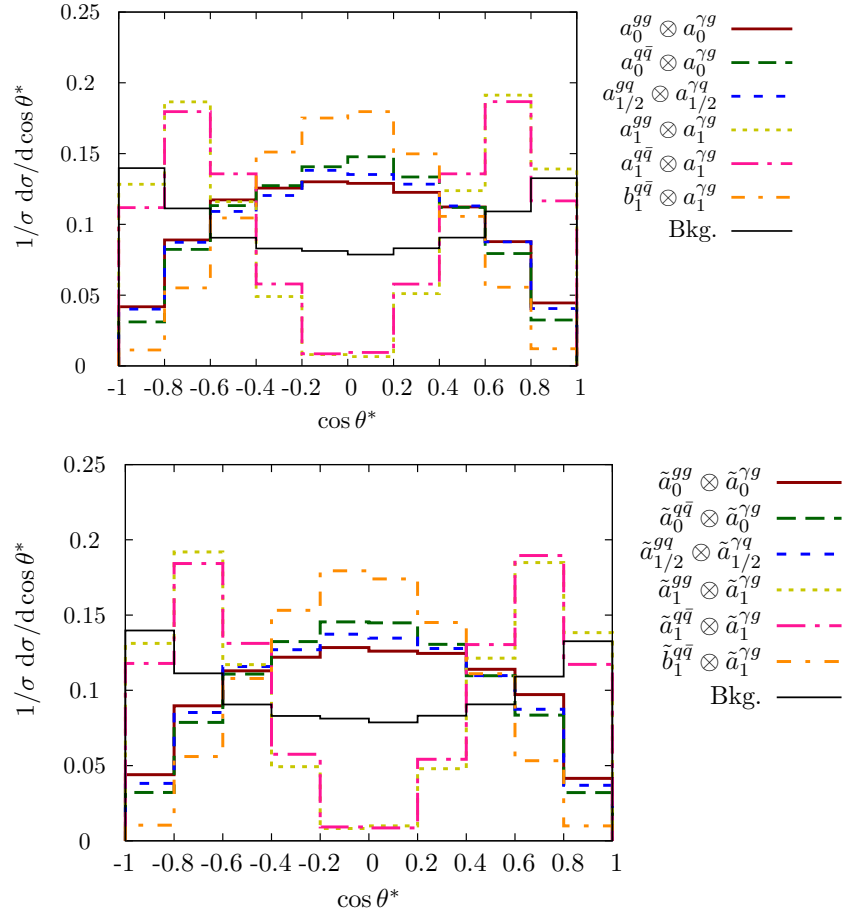 0.25
0.2
0.15
0.1
0.05
0
1/σ dσ/d cos θ*
-1 -0.8 -0.6 -0.4 -0.2 0 0.2 0.4 0.6 0.8 1
cos θ*
a_0^{gg} ⊗ a_0^{γg}
a_0^{qq̄} ⊗ a_0^{γg}
a_{1/2}^{gq} ⊗ a_{1/2}^{γq}
a_1^{gg} ⊗ a_1^{γg}
a_1^{qq̄} ⊗ a_1^{γg}
b_1^{qq̄} ⊗ a_1^{γg}
Bkg.
0.25
0.2
0.15
0.1
0.05
0
1/σ dσ/d cos θ*
-1 -0.8 -0.6 -0.4 -0.2 0 0.2 0.4 0.6 0.8 1
cos θ*
ã_0^{gg} ⊗ ã_0^{γg}
ã_0^{qq̄} ⊗ ã_0^{γg}
ã_{1/2}^{gq} ⊗ ã_{1/2}^{γq}
ã_1^{gg} ⊗ ã_1^{γg}
ã_1^{qq̄} ⊗ ã_1^{γg}
b̃_1^{qq̄} ⊗ ã_1^{γg}
Bkg.